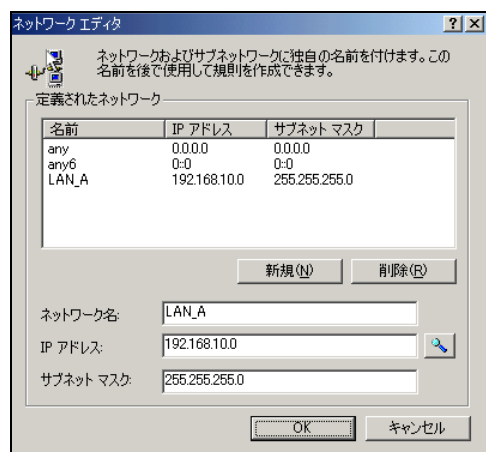 ネットワーク エディタ
ネットワークおよびサブネットワークに独自の名前を付けます。この
名前を後で使用して規則を作成できます。
定義されたネットワーク
名前 IP アドレス サブネット マスク
any 0.0.0.0 0.0.0.0
any6 0::0 0::0
LAN_A 192.168.10.0 255.255.255.0
新規(N) 削除(R)
ネットワーク名: LAN_A
IP アドレス: 192.168.10.0
サブネット マスク: 255.255.255.0
OK キャンセル